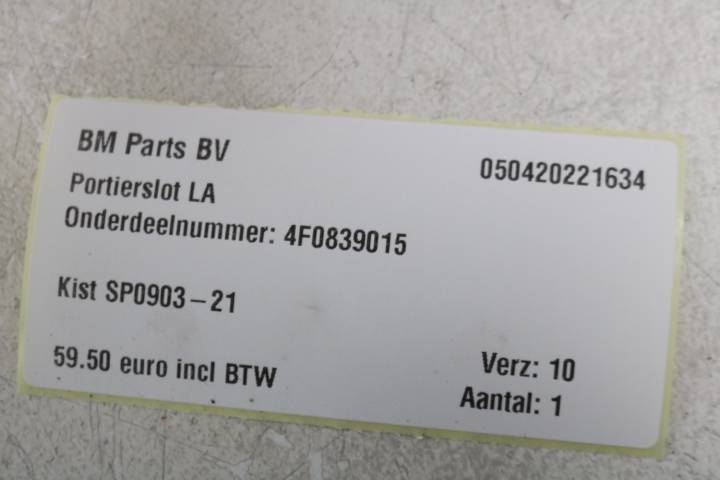 BM Parts BV
050420221634
Portierslot LA
Onderdeelnummer: 4F0839015
Kist SP0903-21
59.50 euro incl BTW
Verz: 10
Aantal: 1